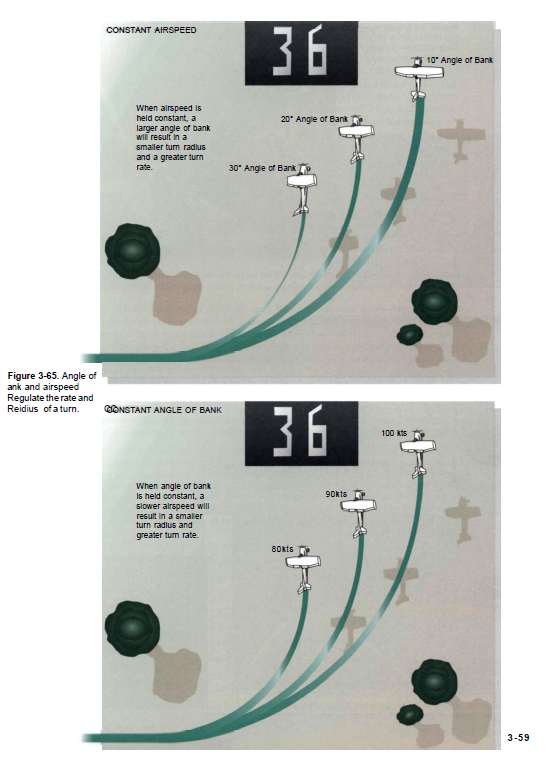 CONSTANT AIRSPEED
36
10° Angle of Bank
When airspeed is
held constant, a
larger angle of bank
will result in a
smaller turn radius
and a greater turn
rate.
20° Angle of Bank
30° Angle of Bank
Figure 3-65. Angle of
ank and airspeed
Regulate the rate and
Reidius of a turn.
CONSTANT ANGLE OF BANK
36
100 kts
When angle of bank
is held constant, a
slower airspeed will
result in a smaller
turn radius and
greater turn rate.
90kts
80kts
3-59